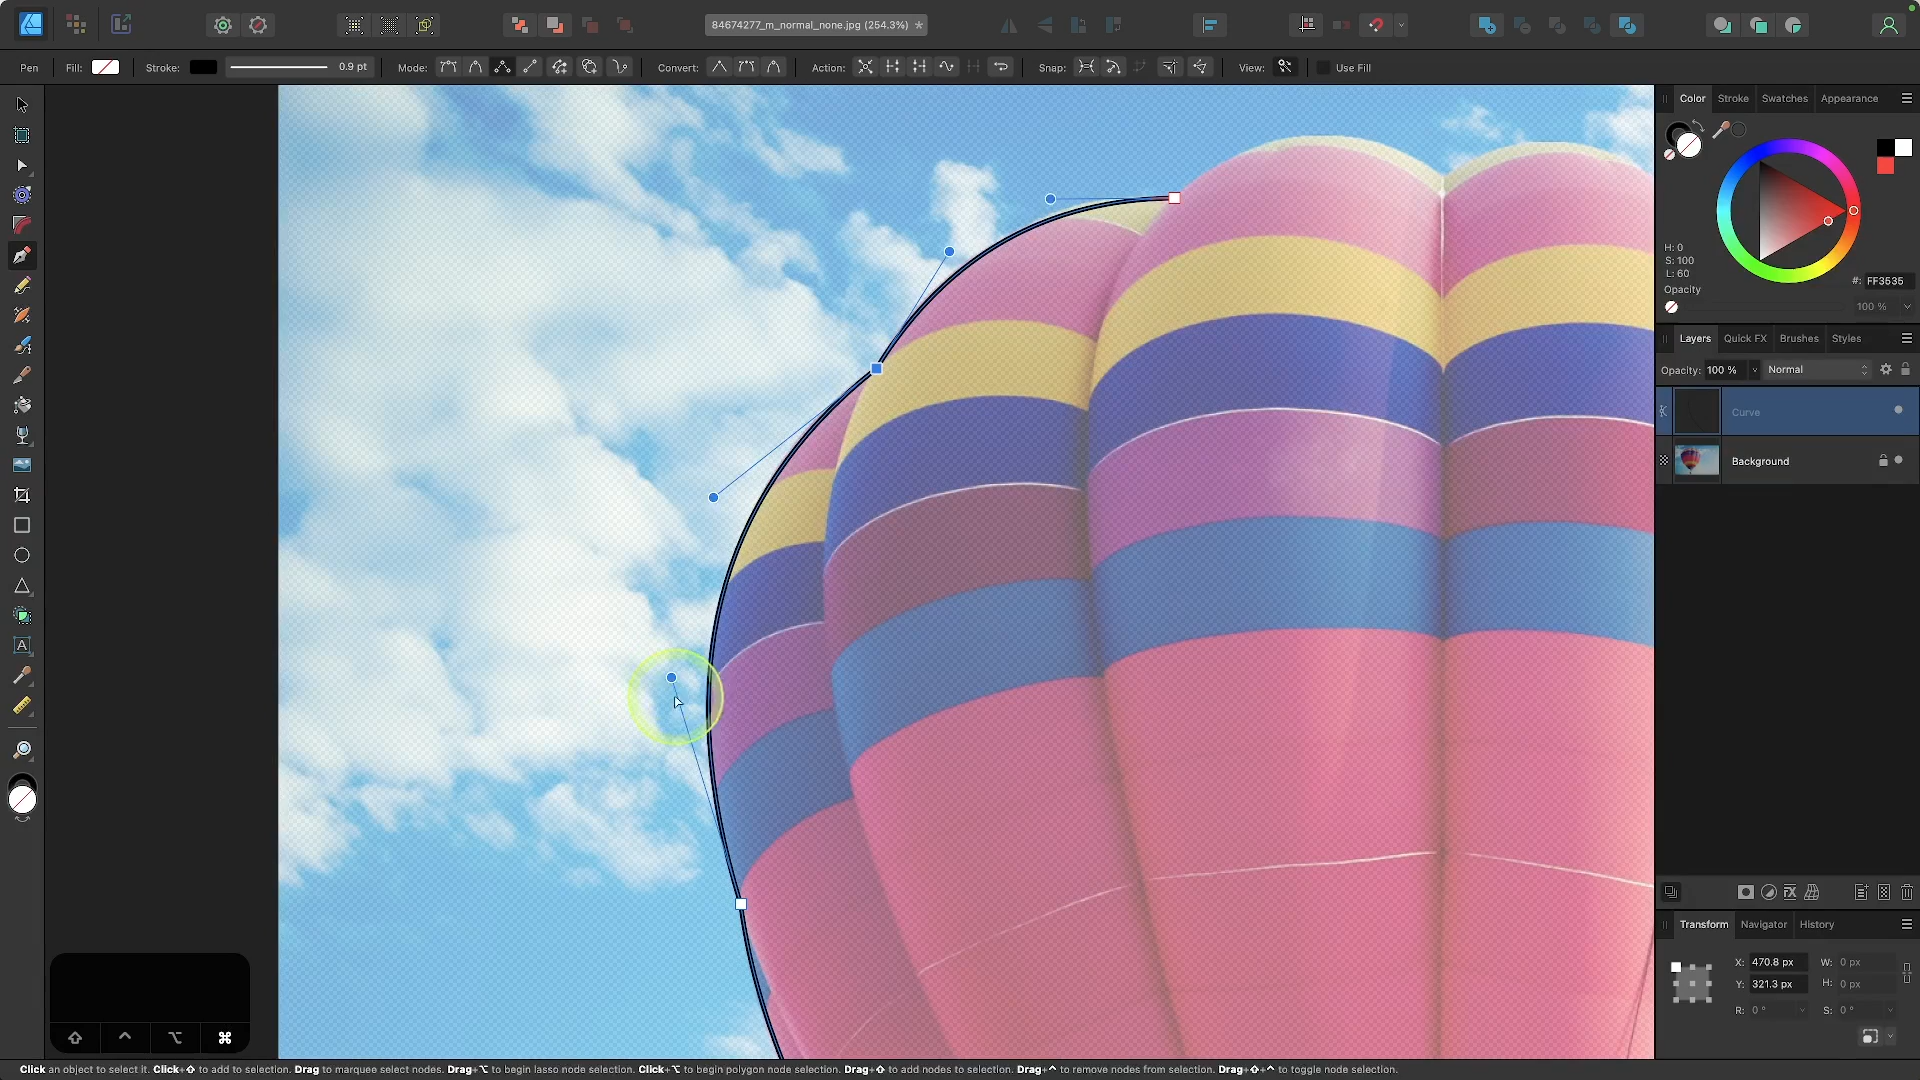 84674277_m_normal_none.jpg (254.3%)
Pen
Fill:
Stroke:
0.9 pt
Mode:
Convert:
Action:
Snap:
View:
Use Fill
Color
Stroke
Swatches
Appearance
H: 0
S: 100
L: 60
#: FF3535
Opacity
100 %
Layers
Quick FX
Brushes
Styles
Opacity: 100 %
Normal
Curve
Background
Transform
Navigator
History
X: 470.8 px
W: 0 px
Y: 321.3 px
H: 0 px
R: 0 °
S: 0 °
Click an object to select it. Click+⇧ to add to selection. Drag to marquee select nodes. Drag+⌥ to begin lasso node selection. Click+⌥ to begin polygon node selection. Drag+⇧ to add nodes to selection. Drag+^ to remove nodes from selection. Drag+⇧+^ to toggle node selection.